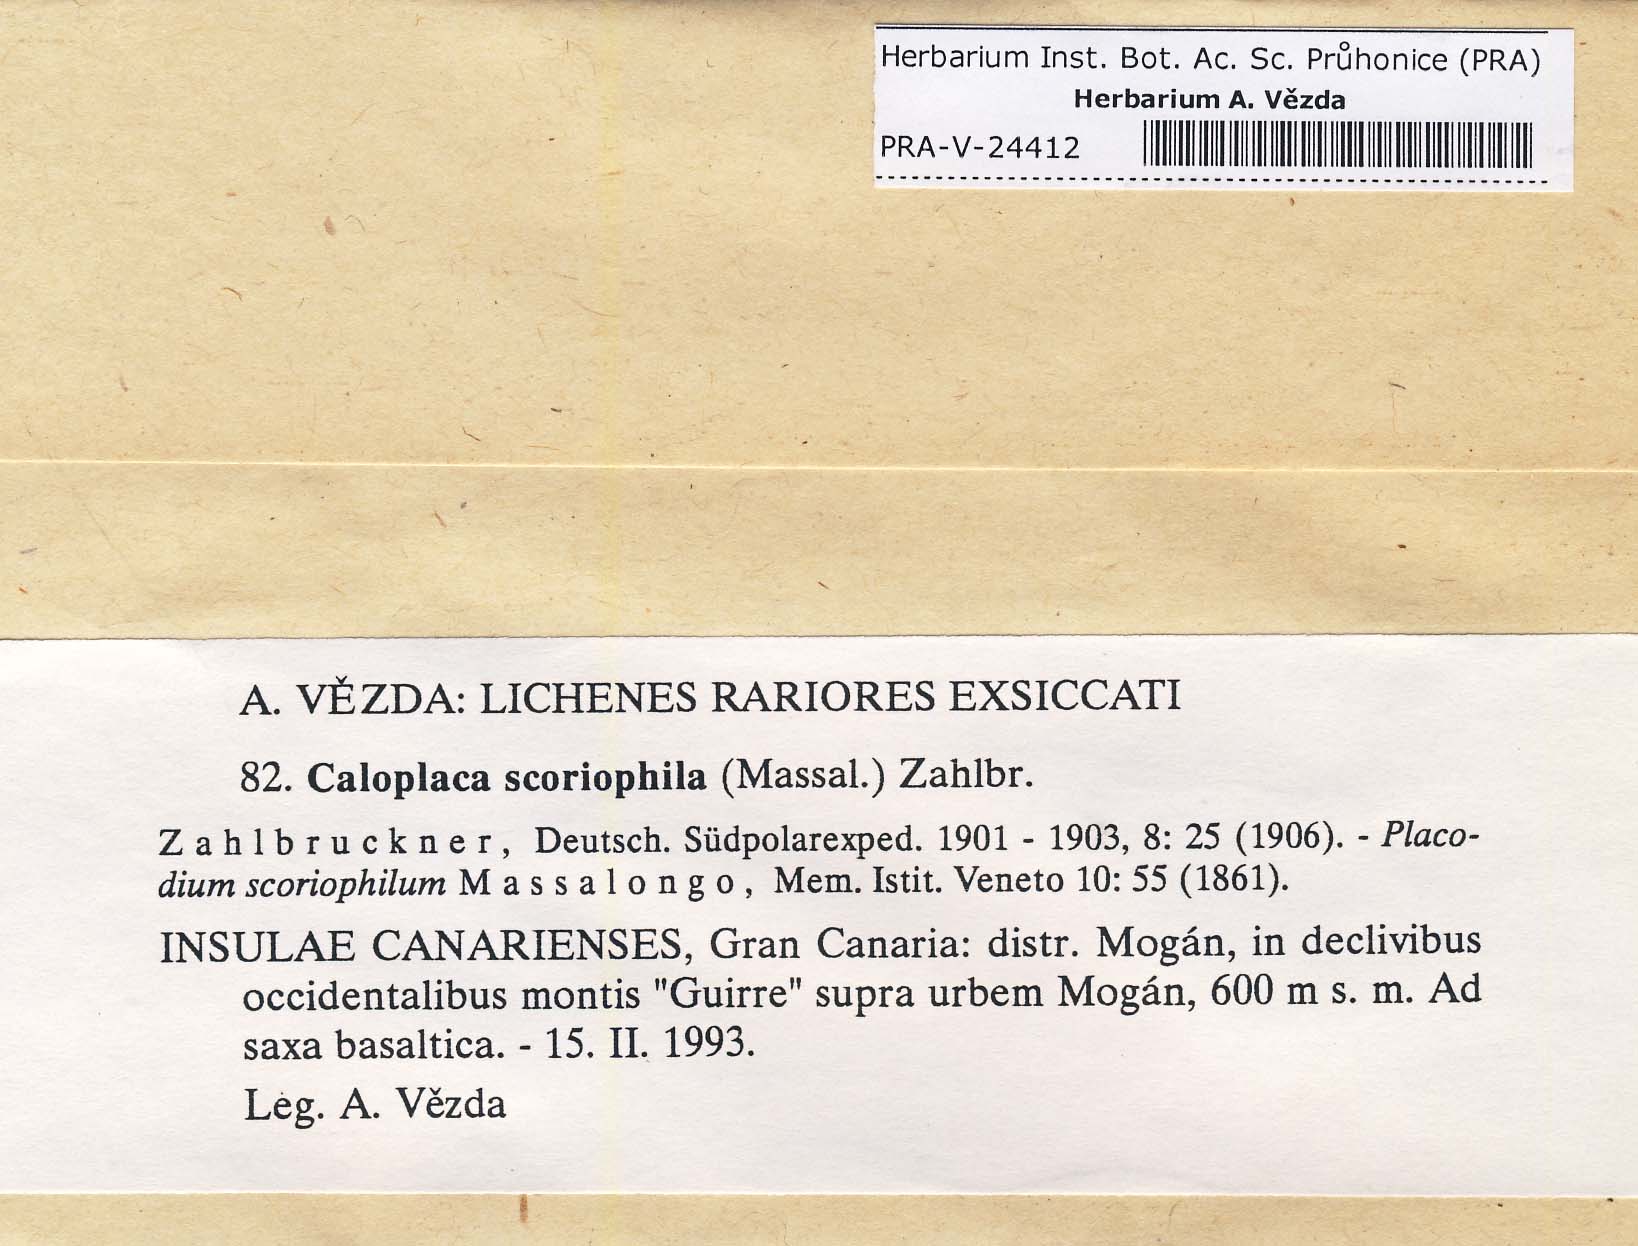 Herbarium Inst. Bot. Ac. Sc. Průhonice (PRA)
Herbarium A. Vězda
PRA-V-24412
A. VĚZDA: LICHENES RARIORES EXSICCATI
82. Caloplaca scoriophila (Massal.) Zahlbr.
Zahlbruckner, Deutsch. Südpolarexped. 1901 - 1903, 8: 25 (1906). - Placo-
dium scoriophilum Massalongo, Mem. Istit. Veneto 10: 55 (1861).
INSULAE CANARIENSES, Gran Canaria: distr. Mogán, in declivibus
occidentalibus montis "Guirre" supra urbem Mogán, 600 m s. m. Ad
saxa basaltica. - 15. II. 1993.
Leg. A. Vězda